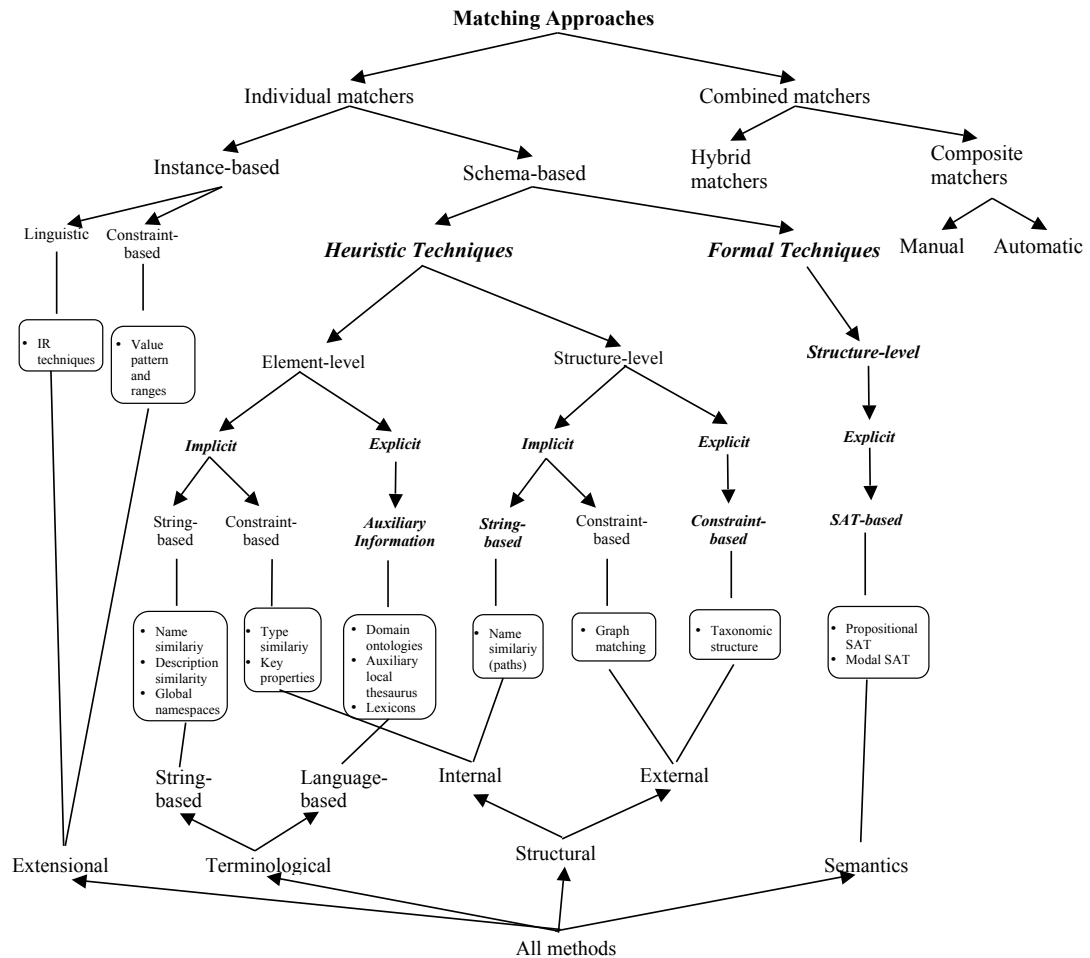 Matching Approaches
Individual matchers
Combined matchers
Instance-based
Schema-based
Hybrid
matchers
Composite
matchers
Linguistic
Constraint-
based
Heuristic Techniques
Formal Techniques
Manual
Automatic
• IR
techniques
• Value
pattern
and
ranges
Element-level
Structure-level
Structure-level
Implicit
Explicit
Implicit
Explicit
Explicit
String-
based
Constraint-
based
Auxiliary
Information
String-
based
Constraint-
based
Constraint-
based
SAT-based
• Name
similarity
• Description
similarity
• Global
namespaces
• Type
similariy
• Key
properties
• Domain
ontologies
• Auxiliary
local
thesaurus
• Lexicons
• Name
similariy
(paths)
• Graph
matching
• Taxonomic
structure
• Propositional
SAT
• Modal SAT
String-
based
Language-
based
Internal
External
Extensional
Terminological
Structural
Semantics
All methods